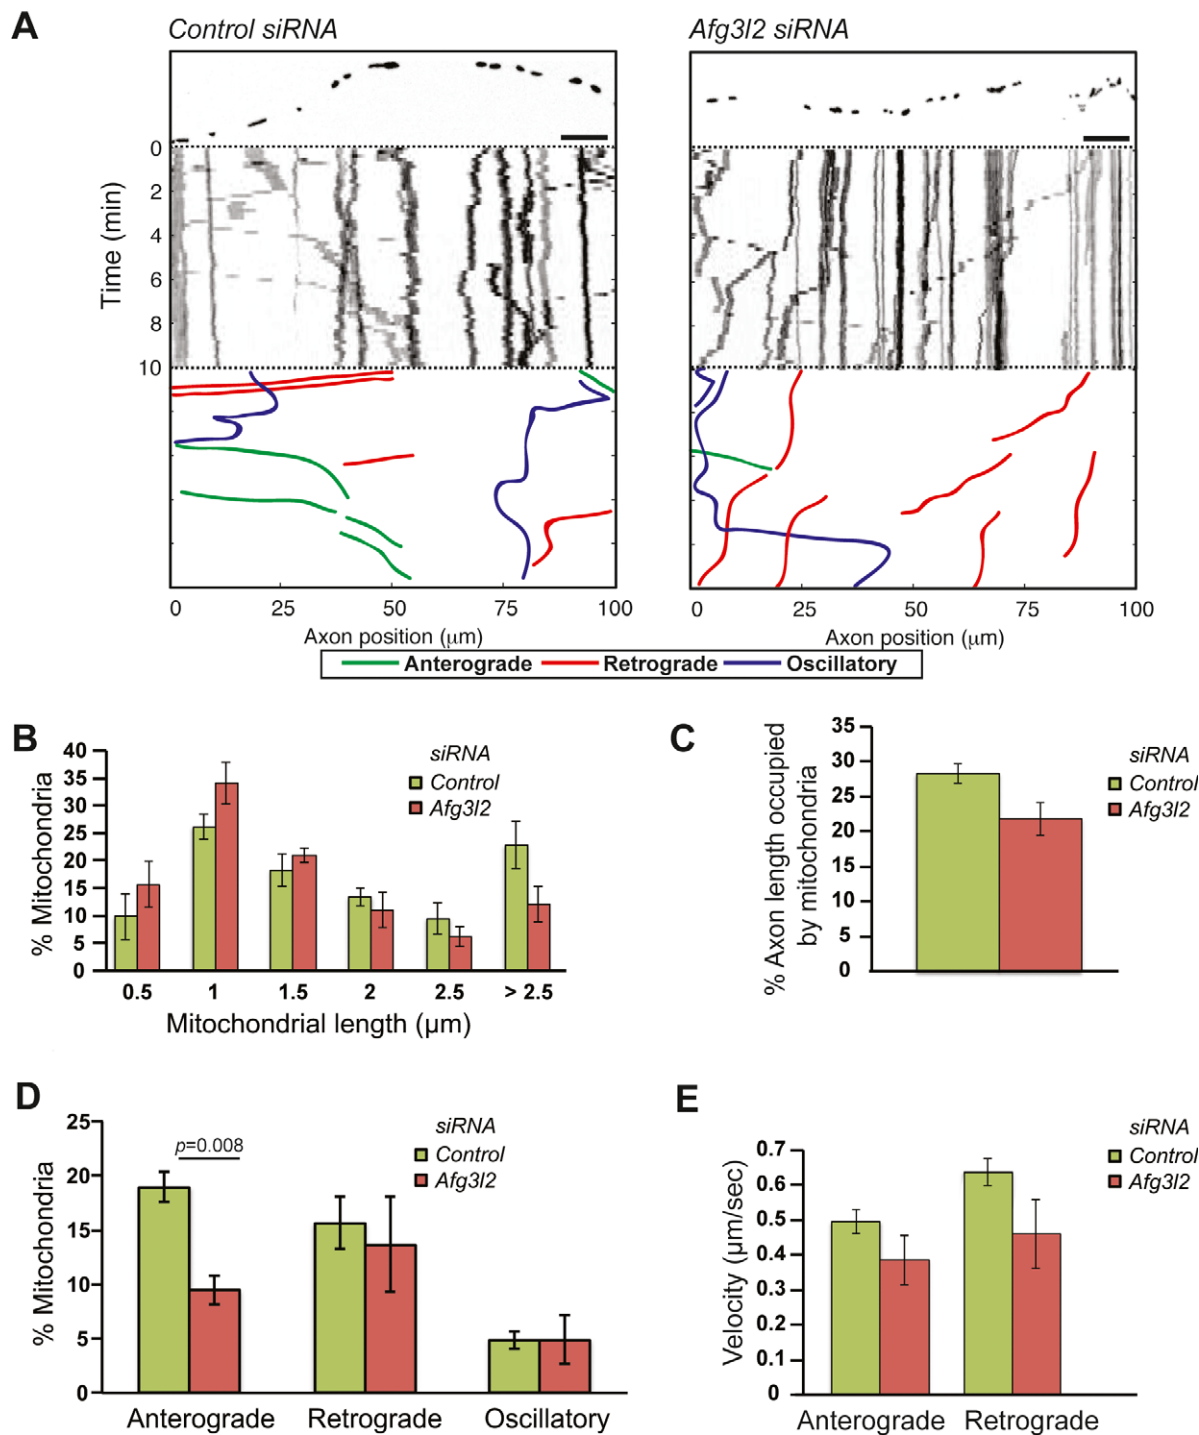 A
Control siRNA
Afg3l2 siRNA
Time (min)
0
2
4
6
8
10
0 25 50 75 100
Axon position (μm)
0 25 50 75 100
Axon position (μm)
Anterograde Retrograde Oscillatory
B
% Mitochondria
40
35
30
25
20
15
10
5
0
siRNA
Control
Afg3l2
0.5 1 1.5 2 2.5 > 2.5
Mitochondrial length (μm)
C
% Axon length occupied
by mitochondria
35
30
25
20
15
10
5
0
siRNA
Control
Afg3l2
D
% Mitochondria
25
20
15
10
5
0
p=0.008
siRNA
Control
Afg3l2
Anterograde Retrograde Oscillatory
E
Velocity (μm/sec)
0.7
0.6
0.5
0.4
0.3
0.2
0.1
0
siRNA
Control
Afg3l2
Anterograde Retrograde